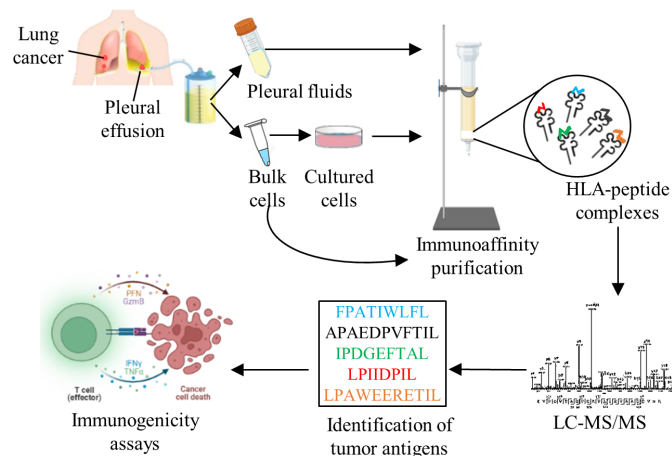 Lung
cancer
Pleural
effusion
Pleural fluids
Bulk
cells
Cultured
cells
Immunoaffinity
purification
HLA-peptide
complexes
LC-MS/MS
FPATIWLFL
APAEDPVFTIL
IPDGEFTAL
LPIIDPIL
LPAWEERETIL
Identification of
tumor antigens
PFN
GzmB
IFNγ
TNFα
T cell
(effector)
Cancer
cell death
Immunogenicity
assays